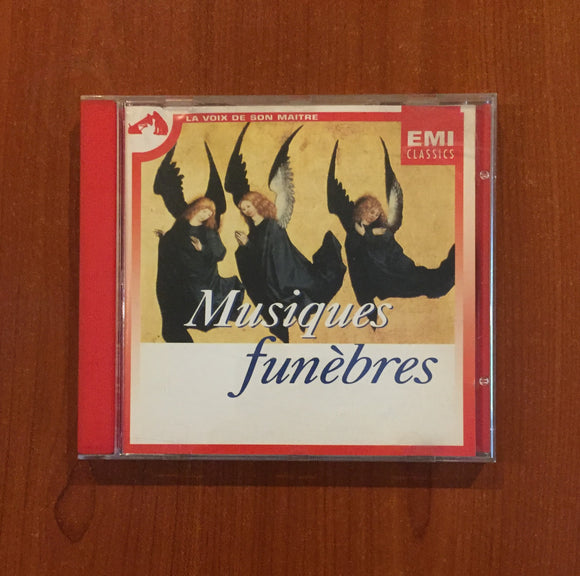 LA VOIX DE SON MAITRE
EMI
CLASSICS
Musiques
funèbres